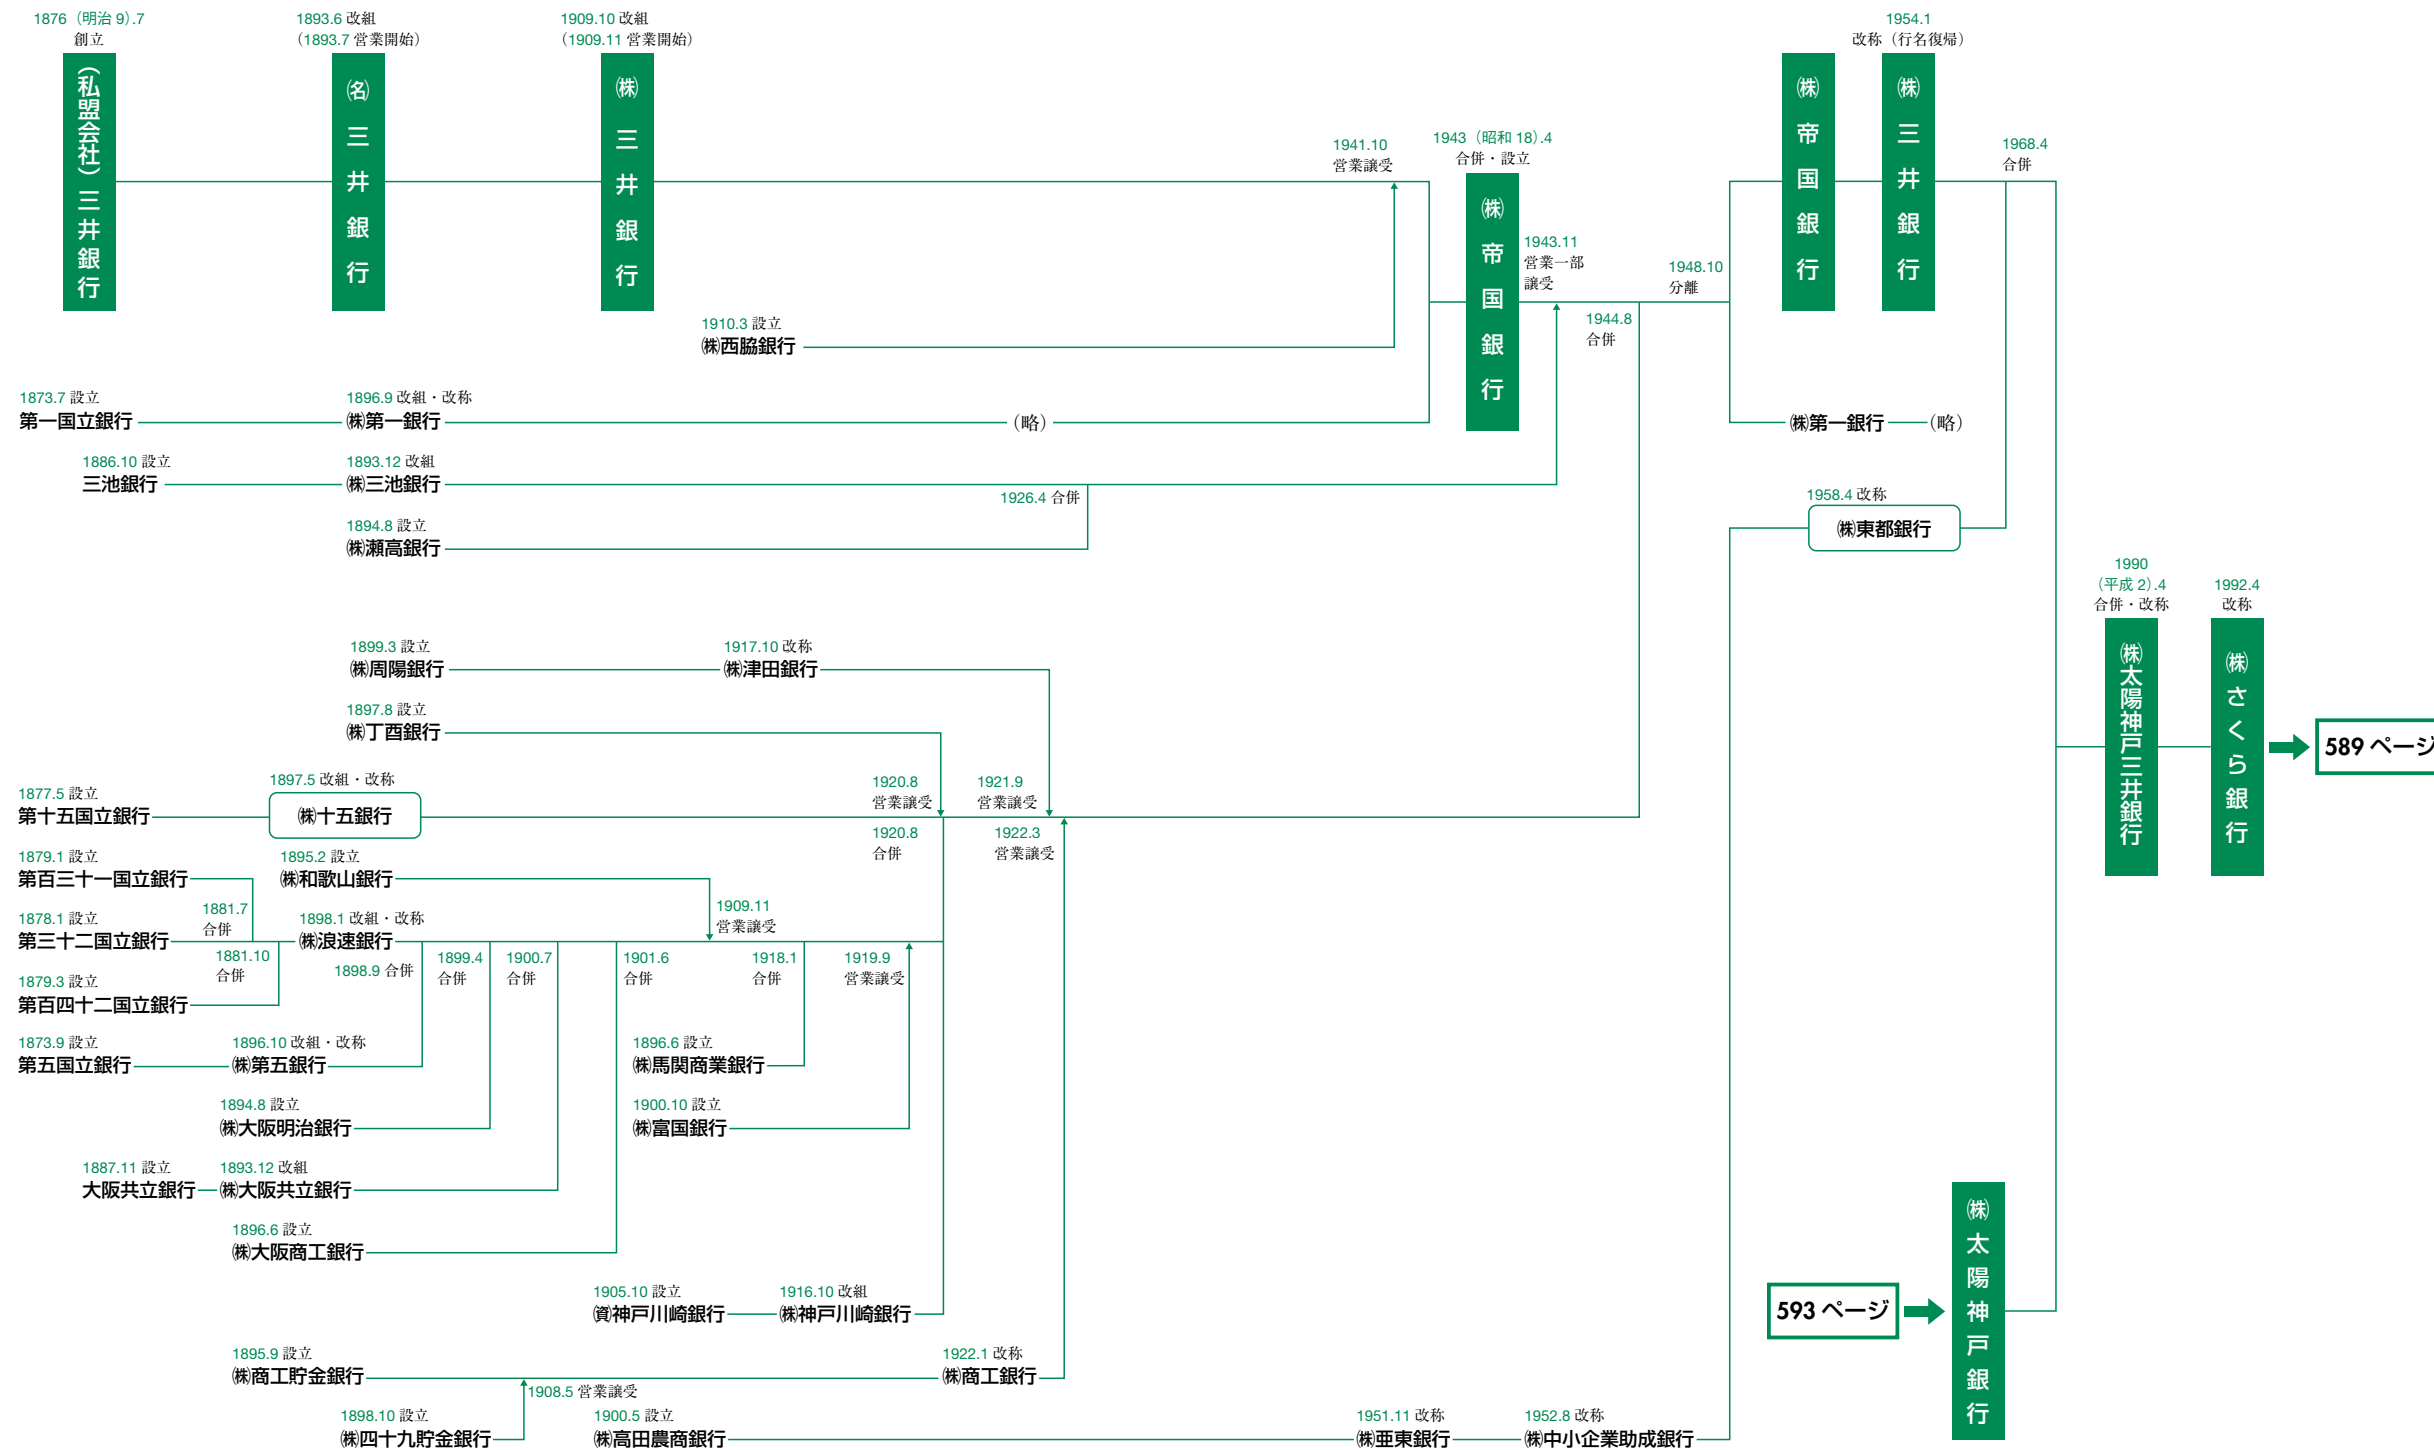 1876（明治9）.7
創立
（私盟会社）三井銀行
1893.6 改組
（1893.7 営業開始）
㈴三井銀行
1909.10 改組
（1909.11 営業開始）
㈱三井銀行
1941.10
営業譲受
1943（昭和18）.4
合併・設立
㈱帝国銀行
1943.11
営業一部
譲受
1944.8
合併
1948.10
分離
㈱帝国銀行
1954.1
改称（行名復帰）
㈱三井銀行
1968.4
合併
1910.3 設立
㈱西脇銀行
1873.7 設立
第一国立銀行
1896.9 改組・改称
㈱第一銀行
（略）
㈱第一銀行
（略）
1886.10 設立
三池銀行
1893.12 改組
㈱三池銀行
1926.4 合併
1894.8 設立
㈱瀬高銀行
1958.4 改称
㈱東都銀行
1990
（平成2）.4
合併・改称
㈱太陽神戸三井銀行
1992.4
改称
㈱さくら銀行
589 ページ
1899.3 設立
㈱周陽銀行
1917.10 改称
㈱津田銀行
1897.8 設立
㈱丁酉銀行
1877.5 設立
第十五国立銀行
1897.5 改組・改称
㈱十五銀行
1920.8
営業譲受
1921.9
営業譲受
1920.8
合併
1922.3
営業譲受
1879.1 設立
第百三十一国立銀行
1895.2 設立
㈱和歌山銀行
1881.7
合併
1909.11
営業譲受
1878.1 設立
第三十二国立銀行
1898.1 改組・改称
㈱浪速銀行
1881.10
合併
1898.9 合併
1899.4
合併
1900.7
合併
1901.6
合併
1918.1
合併
1919.9
営業譲受
1879.3 設立
第百四十二国立銀行
1873.9 設立
第五国立銀行
1896.10 改組・改称
㈱第五銀行
1896.6 設立
㈱馬関商業銀行
1894.8 設立
㈱大阪明治銀行
1900.10 設立
㈱富国銀行
1887.11 設立
大阪共立銀行
1893.12 改組
㈱大阪共立銀行
1896.6 設立
㈱大阪商工銀行
1905.10 設立
㈾神戸川崎銀行
1916.10 改組
㈱神戸川崎銀行
593 ページ
㈱太陽神戸銀行
1895.9 設立
㈱商工貯金銀行
1922.1 改称
㈱商工銀行
1908.5 営業譲受
1898.10 設立
㈱四十九貯金銀行
1900.5 設立
㈱高田農商銀行
1951.11 改称
㈱亜東銀行
1952.8 改称
㈱中小企業助成銀行